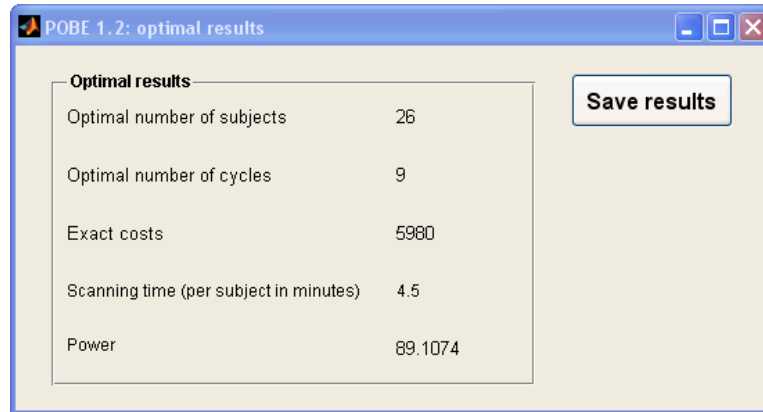 POBE 1.2: optimal results
Optimal results
Optimal number of subjects 26
Optimal number of cycles 9
Exact costs 5980
Scanning time (per subject in minutes) 4.5
Power 89.1074
Save results